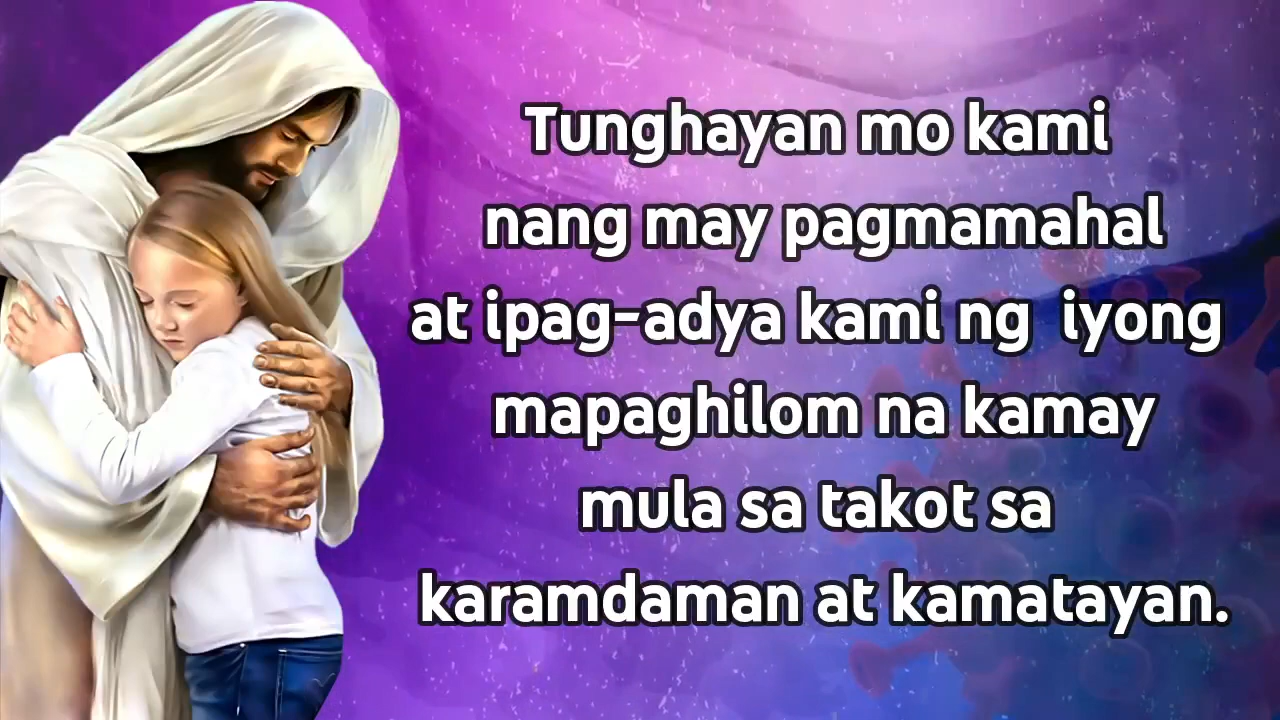 Tunghayan mo kami
nang may pagmamahal
at ipag-adya kami ng iyong
mapaghilom na kamay
mula sa takot sa
karamdaman at kamatayan.